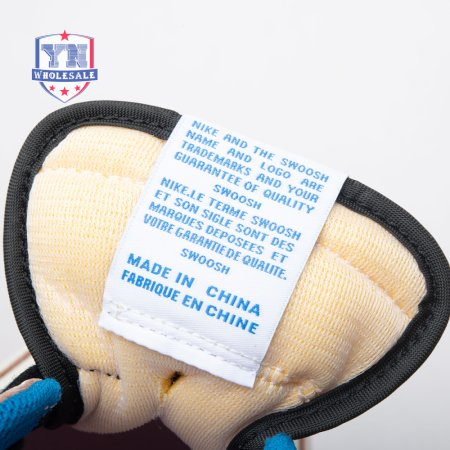 YN
WHOLESALE
NIKE AND THE SWOOSH
NAME AND LOGO ARE
TRADEMARKS AND YOUR
GUARANTEE OF QUALITY
SWOOSH
NIKE.LE TERME SWOOSH
ET SON SIGLE SONT DES
MARQUES DEPOSEES ET
VOTRE GARANTIE DE QUALITE.
SWOOSH
MADE IN CHINA
FABRIQUE EN CHINE